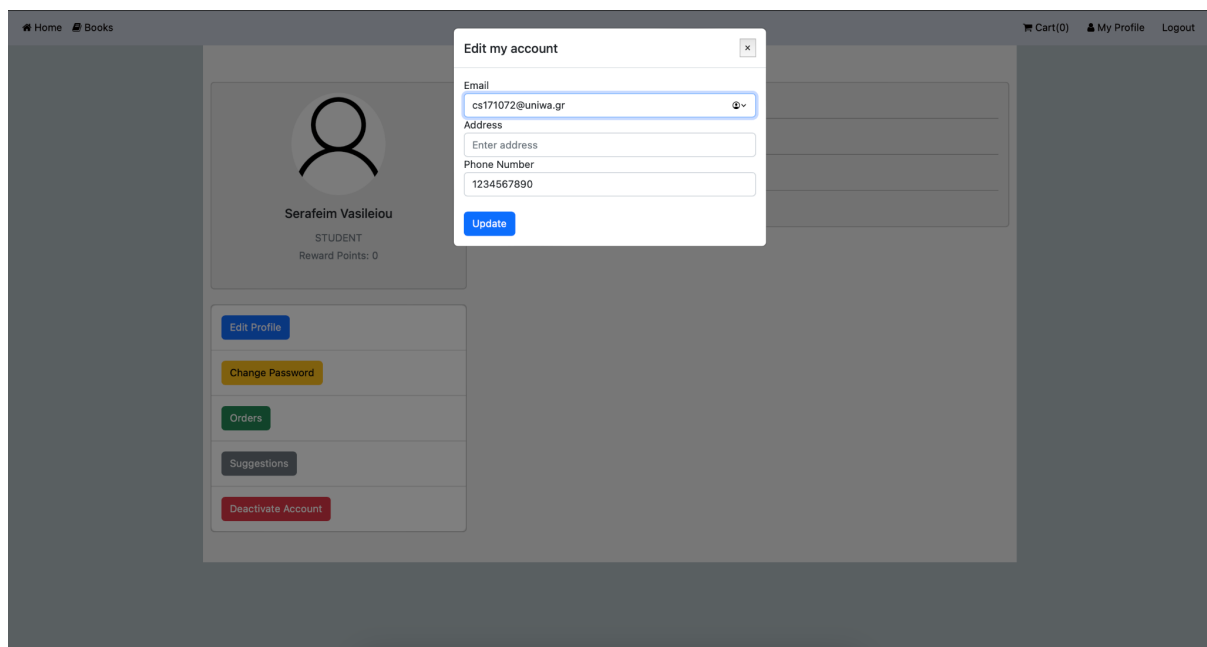 Home Books Cart(0) My Profile Logout
Edit my account ×
Email
cs171072@uniwa.gr
Address
Enter address
Phone Number
1234567890
Update
Serafeim Vasileiou
STUDENT
Reward Points: 0
Edit Profile
Change Password
Orders
Suggestions
Deactivate Account